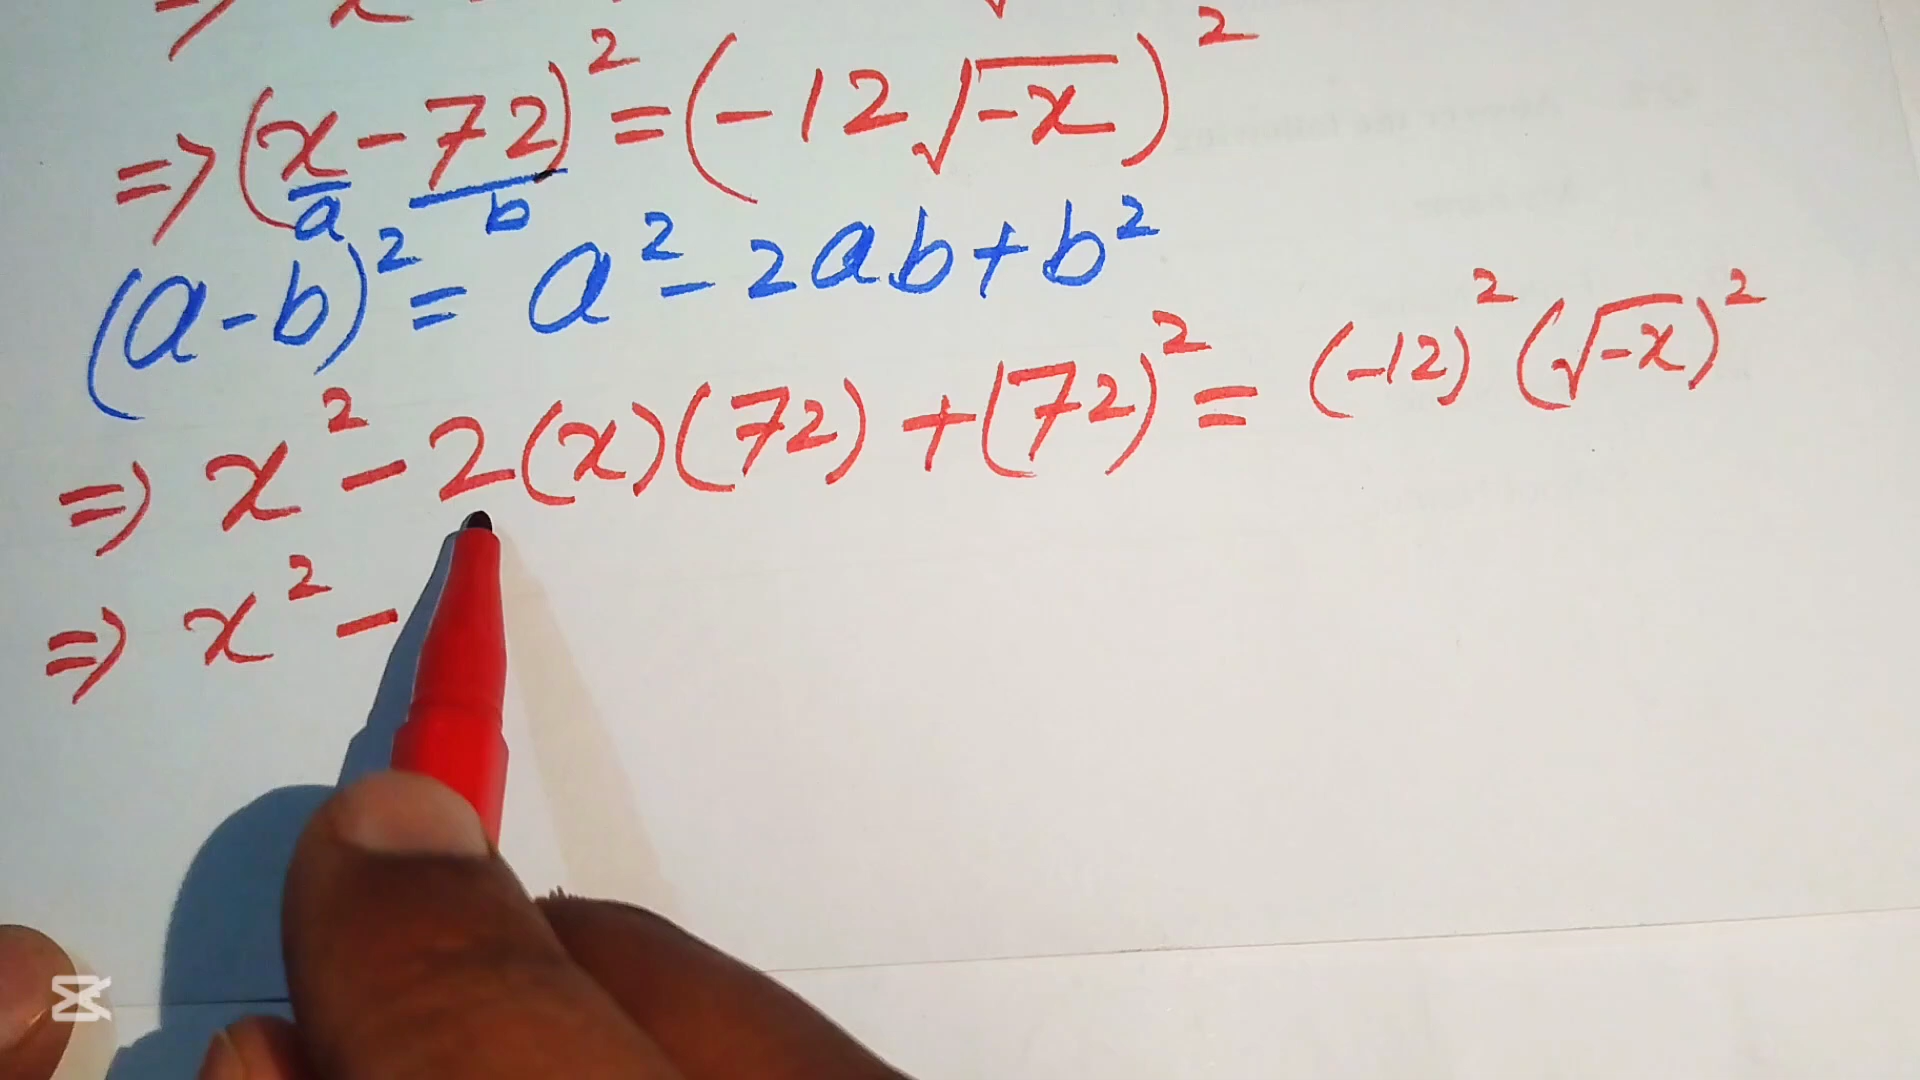 => (x - 72)² = (-12√-x)²
a b
(a - b)² = a² - 2ab + b²
=> x² - 2(x)(72) + (72)² = (-12)² (√-x)²
=> x² -